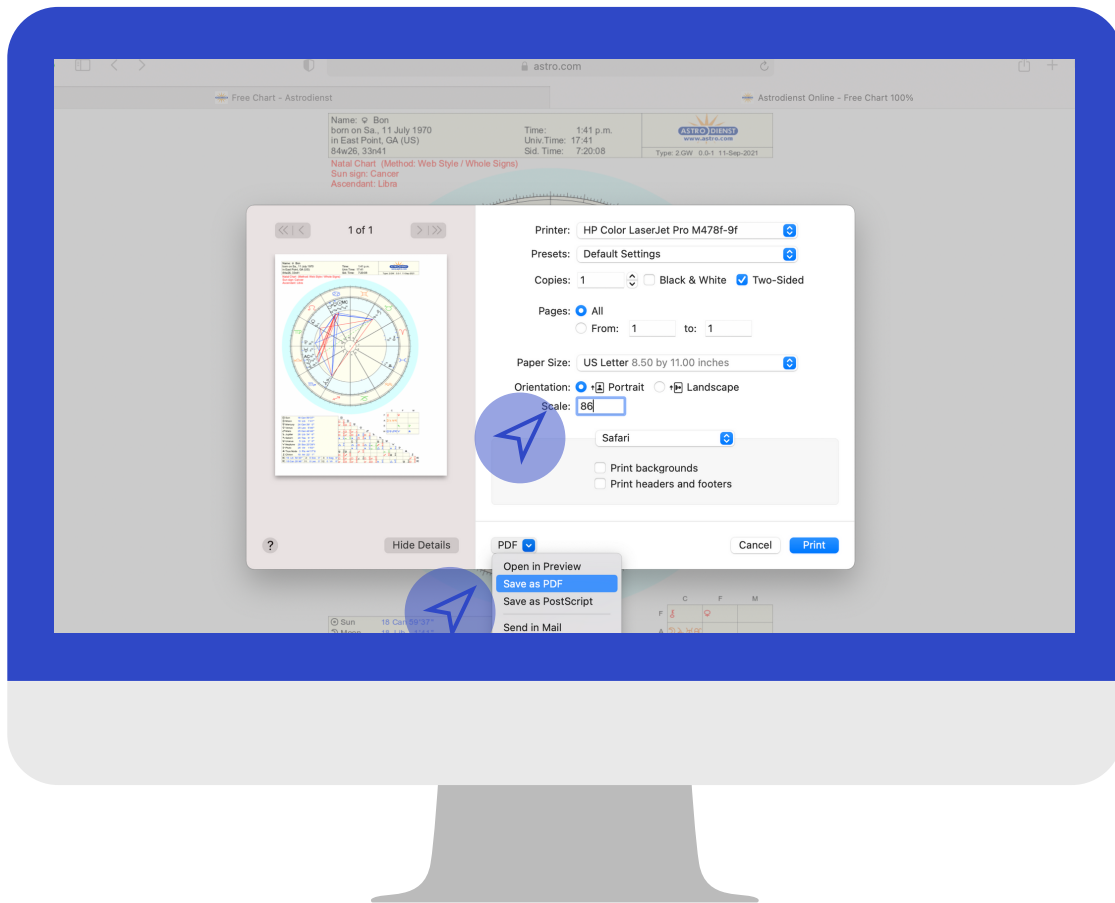 astro.com
Free Chart - Astrodienst
Astrodienst Online - Free Chart 100%
Name: ♀ Bon
born on Sa., 11 July 1970
in East Point, GA (US)
84w26, 33n41
Time: 1:41 p.m.
Univ.Time: 17:41
Sid. Time: 7:20:08
ASTRO DIENST
www.astro.com
Type: 2.GW 0.0-1 11-Sep-2021
Natal Chart (Method: Web Style / Whole Signs)
Sun sign: Cancer
Ascendant: Libra
1 of 1
Printer: HP Color LaserJet Pro M478f-9f
Presets: Default Settings
Copies: 1 Black & White Two-Sided
Pages: All
From: 1 to: 1
Paper Size: US Letter 8.50 by 11.00 inches
Orientation: Portrait Landscape
Scale: 86
Safari
Print backgrounds
Print headers and footers
? Hide Details PDF Cancel Print
Open in Preview
Save as PDF
Save as PostScript
Send in Mail
C F M
F
A
Sun 18 Can